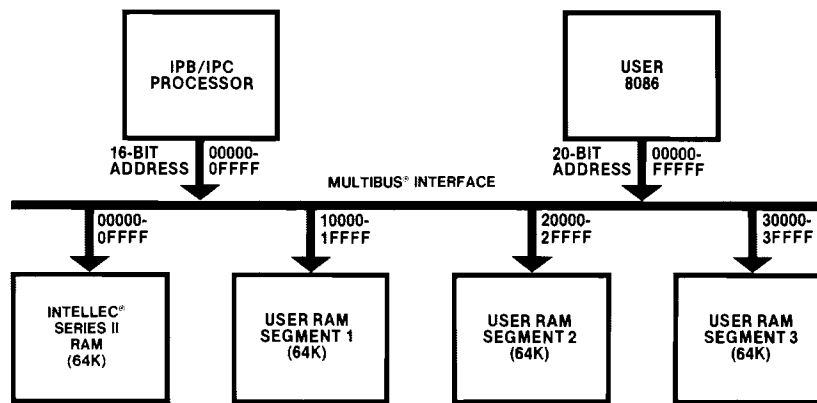 IPB/IPC
PROCESSOR
USER
8086
16-BIT
ADDRESS
00000-
0FFFF
20-BIT
ADDRESS
00000-
FFFFF
MULTIBUS® INTERFACE
00000-
0FFFF
10000-
1FFFF
20000-
2FFFF
30000-
3FFFF
INTELLEC®
SERIES II
RAM
(64K)
USER RAM
SEGMENT 1
(64K)
USER RAM
SEGMENT 2
(64K)
USER RAM
SEGMENT 3
(64K)